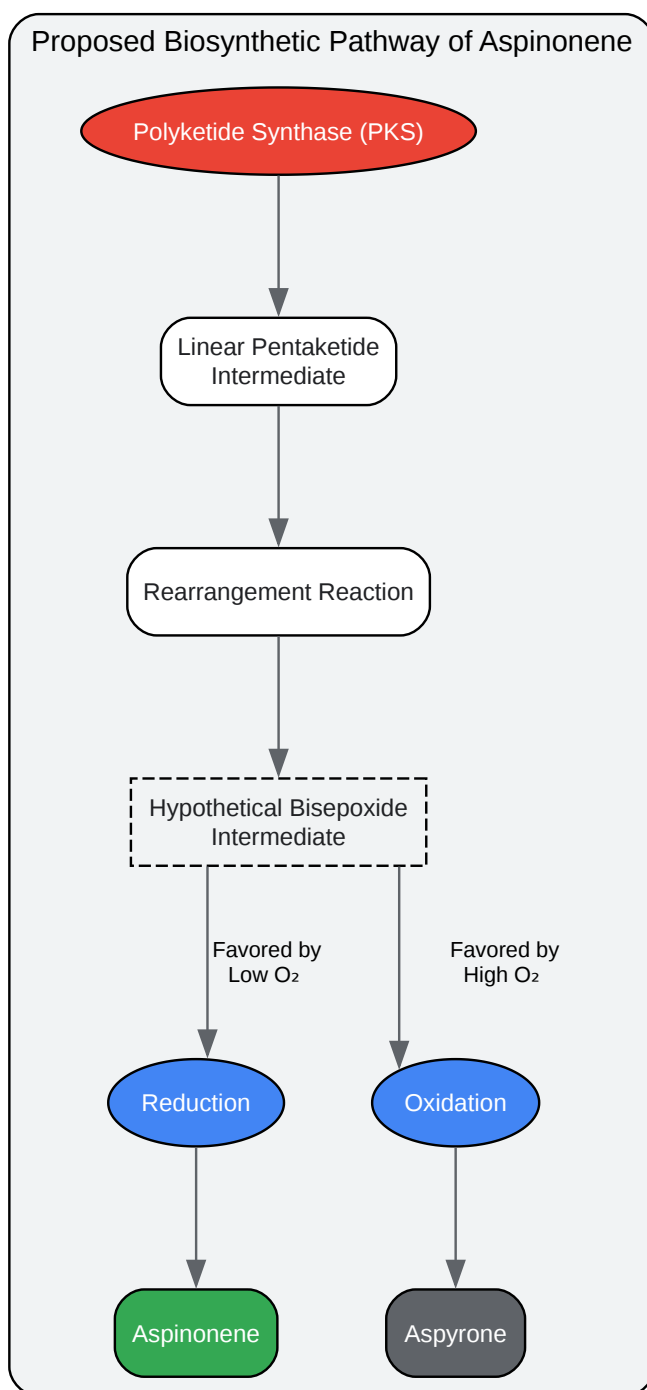 Proposed Biosynthetic Pathway of Aspinonene
Polyketide Synthase (PKS)
Linear Pentaketide
Intermediate
Rearrangement Reaction
Hypothetical Bisepoxide
Intermediate
Favored by
Low O₂
Favored by
High O₂
Reduction
Oxidation
Aspinonene
Aspyrone